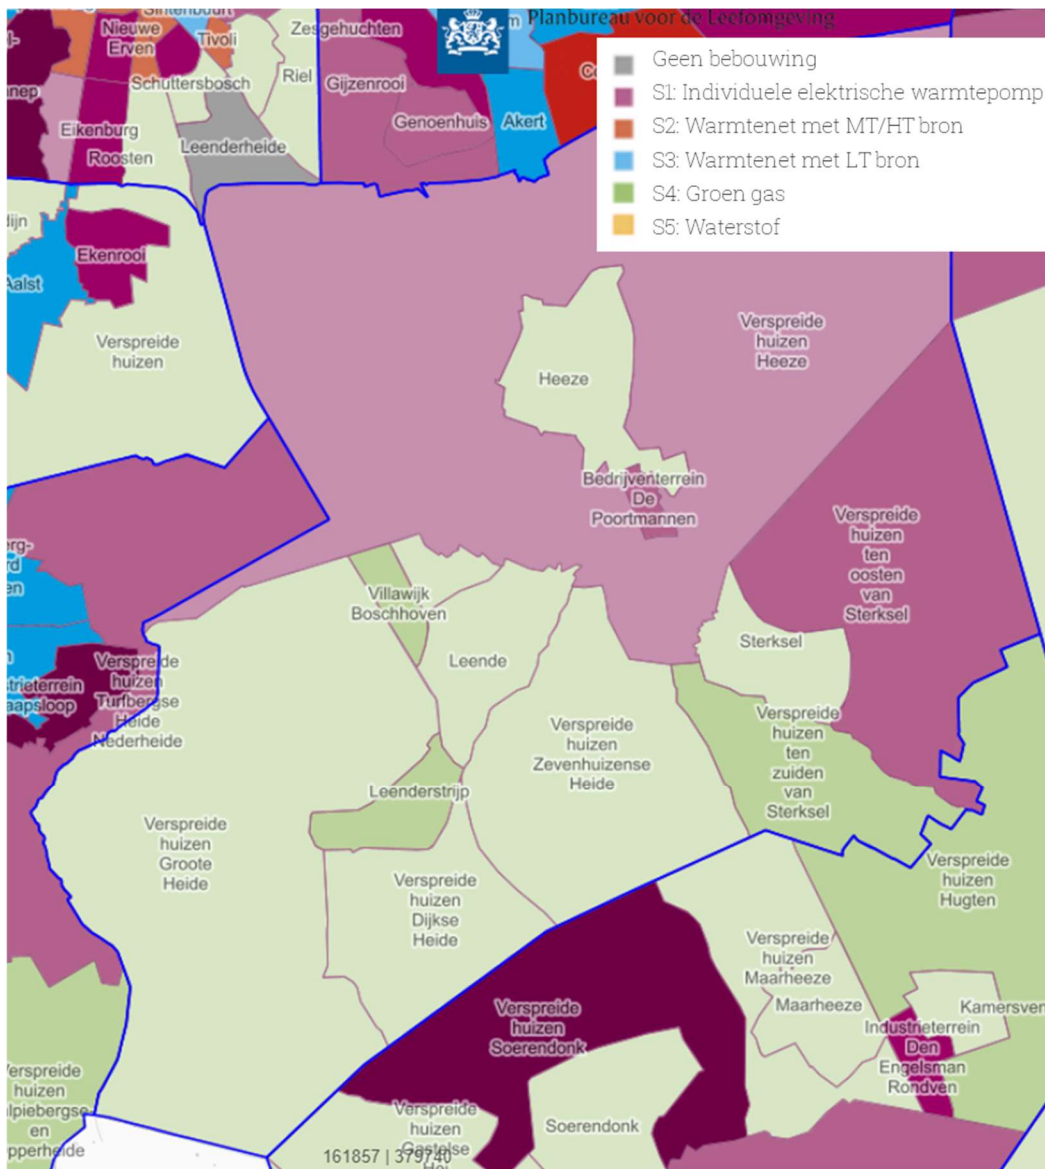 Planbureau voor de Leefomgeving
Geen bebouwing
S1: Individuele elektrische warmtepomp
S2: Warmtenet met MT/HT bron
S3: Warmtenet met LT bron
S4: Groen gas
S5: Waterstof
Nieuwe
Erven
Tivoli
Schuttersbosch
Riel
Zesgehuchten
Gijzenrooi
Genoenhuis
Akert
Eikenburg
Roosten
Leenderheide
Ekenrooi
Aalst
Verspreide
huizen
Heeze
Verspreide
huizen
Heeze
Bedrijventerrein
De
Poortmannen
Verspreide
huizen
ten
oosten
van
Sterksel
Villawijk
Boschhoven
Leende
Sterksel
Verspreide
huizen
Turfbergse
Heide
Nederheide
Verspreide
huizen
Zevenhuizense
Heide
Verspreide
huizen
ten
zuiden
van
Sterksel
Leenderstrijp
Verspreide
huizen
Groote
Heide
Verspreide
huizen
Dijkse
Heide
Verspreide
huizen
Hugten
Verspreide
huizen
Maarheeze
Maarheeze
Verspreide
huizen
Soerendonk
Industrieterrein
Den
Engelsman
Rondven
Kamersven
Verspreide
huizen
Gastelse
Hei
Soerendonk
161857 | 379740